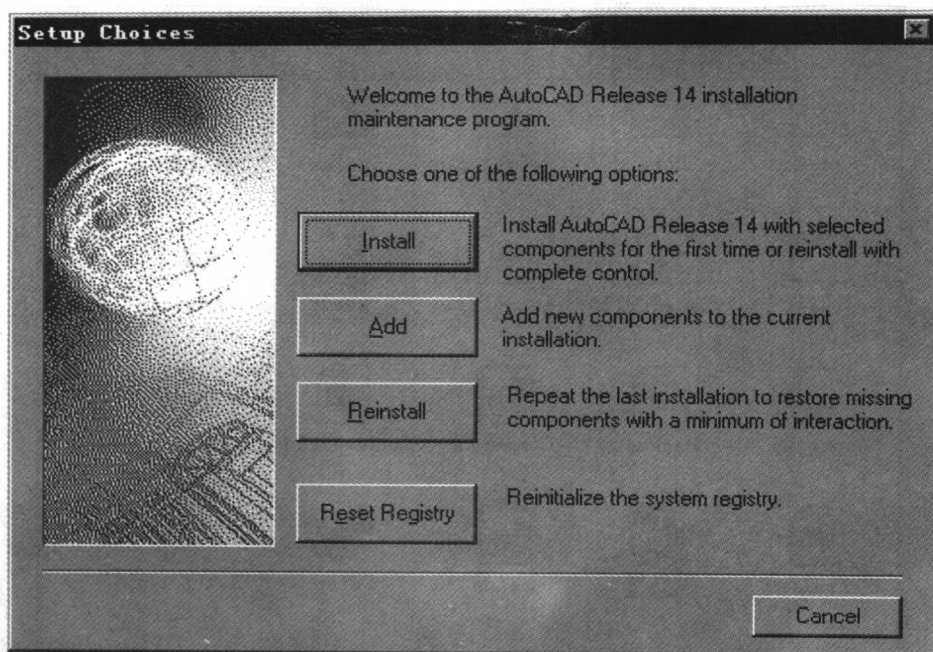 Setup Choices
Welcome to the AutoCAD Release 14 installation
maintenance program.
Choose one of the following options:
Install
Install AutoCAD Release 14 with selected
components for the first time or reinstall with
complete control.
Add
Add new components to the current
installation.
Reinstall
Repeat the last installation to restore missing
components with a minimum of interaction.
Reset Registry
Reinitialize the system registry.
Cancel